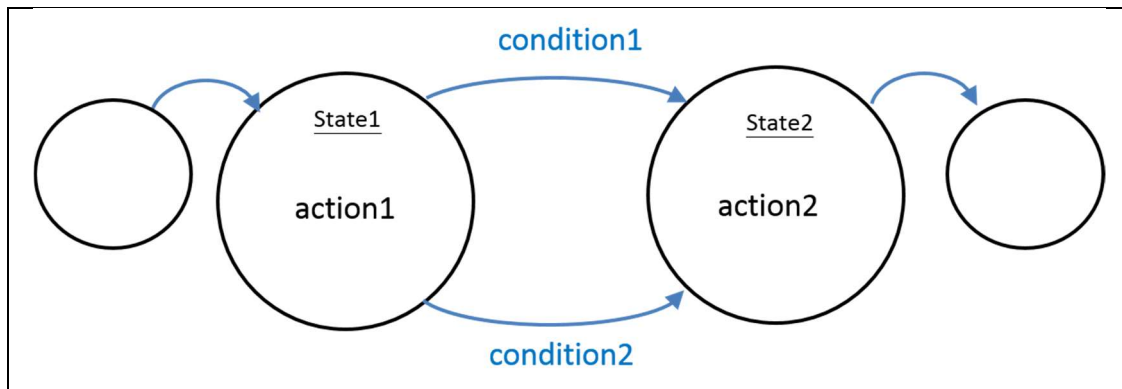 condition1
State1
State2
action1
action2
condition2